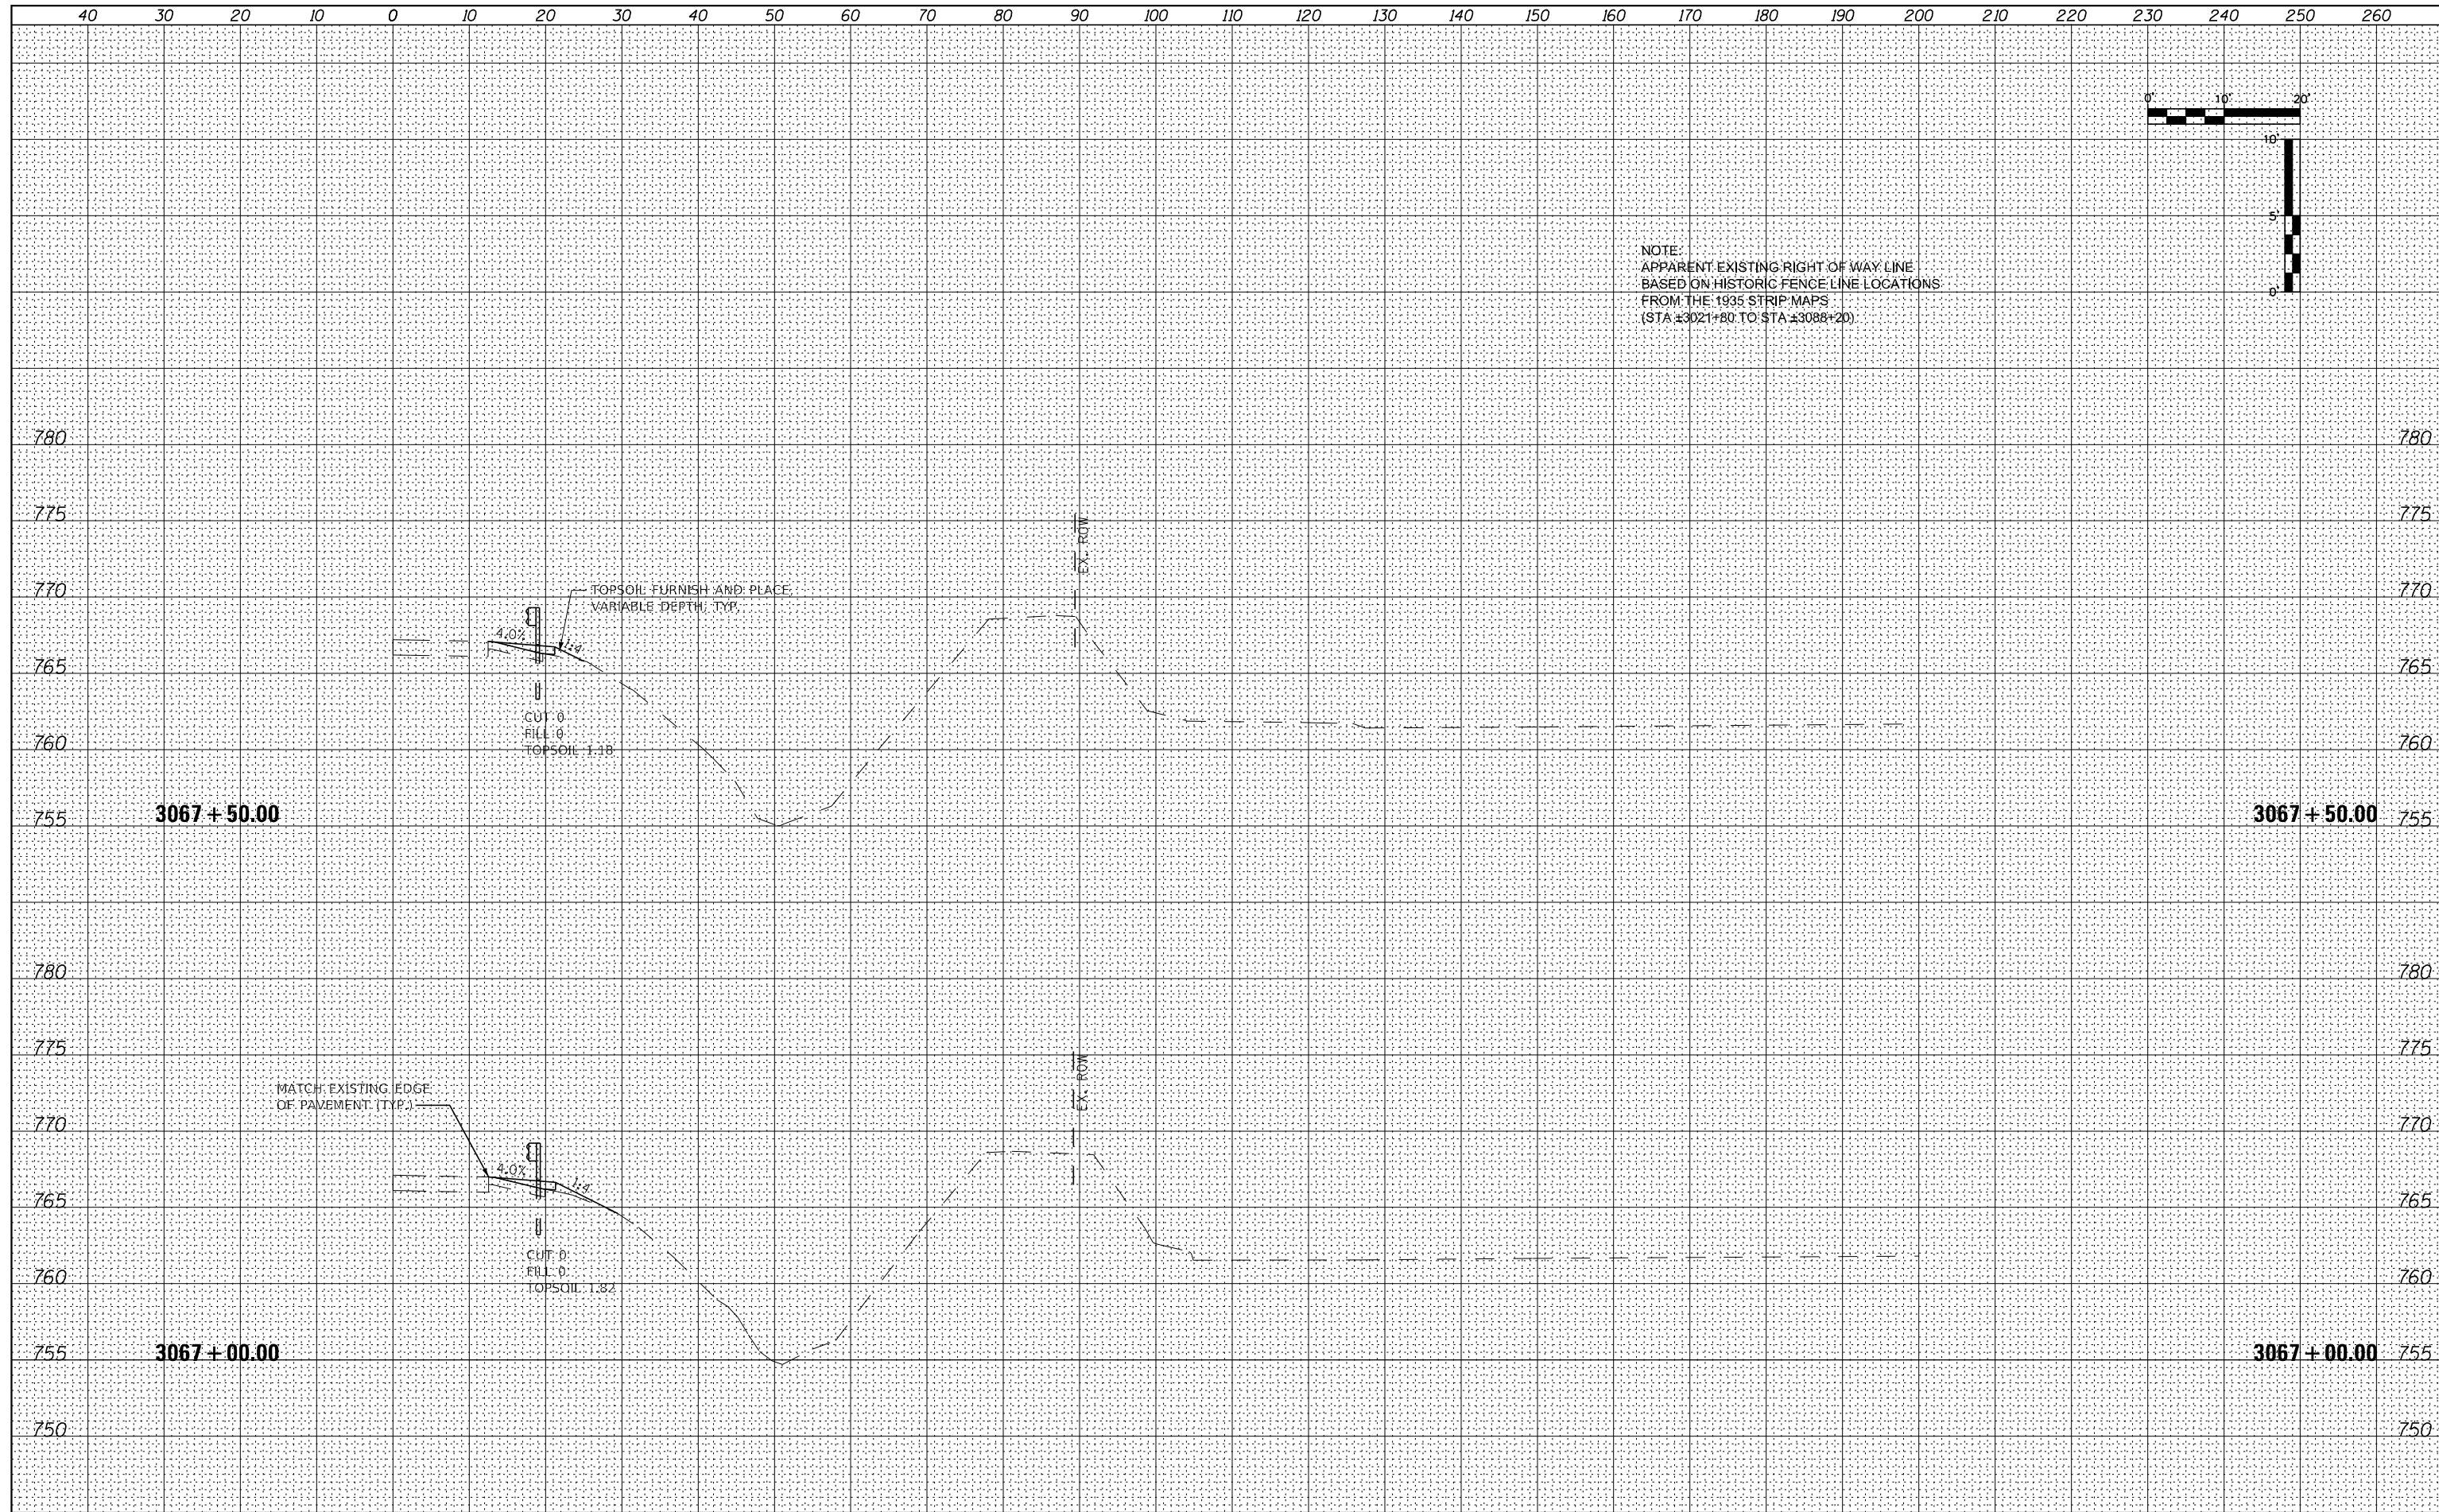 40 30 20 10 0 10 20 30 40 50 60 70 80 90 100 110 120 130 140 150 160 170 180 190 200 210 220 230 240 250 260
0' 10' 20'
10'
5'
0'
NOTE:
APPARENT EXISTING RIGHT OF WAY LINE
BASED ON HISTORIC FENCE LINE LOCATIONS
FROM THE 1935 STRIP MAPS
(STA ±3021+80 TO STA ±3088+20)
780 780
775 775
EX. ROW
770 770
TOPSOIL FURNISH AND PLACE,
VARIABLE DEPTH, TYP.
4.0%
1:4
765 765
CUT 0
FILL 0
TOPSOIL 1.18
760 760
755 3067 + 50.00 3067 + 50.00 755
780 780
775 775
EX. ROW
MATCH EXISTING EDGE
OF PAVEMENT (TYP.)
770 770
4.0%
1:4
765 765
CUT 0
FILL 0
TOPSOIL 1.82
760 760
755 3067 + 00.00 3067 + 00.00 755
750 750